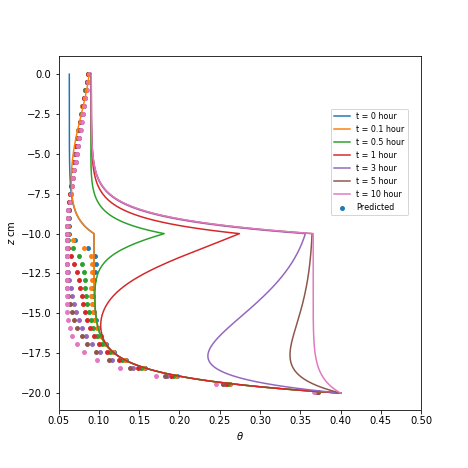 0.0
−2.5
−5.0
−7.5
−10.0
−12.5
−15.0
−17.5
−20.0
z cm
t = 0 hour
t = 0.1 hour
t = 0.5 hour
t = 1 hour
t = 3 hour
t = 5 hour
t = 10 hour
Predicted
0.05 0.10 0.15 0.20 0.25 0.30 0.35 0.40 0.45 0.50
θ